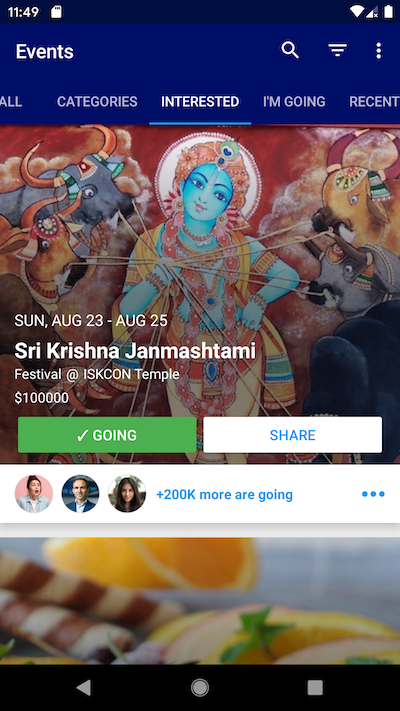 11:49
Events
ALL CATEGORIES INTERESTED I'M GOING RECENT
SUN, AUG 23 - AUG 25
Sri Krishna Janmashtami
Festival @ ISKCON Temple
$100000
✓ GOING SHARE
+200K more are going